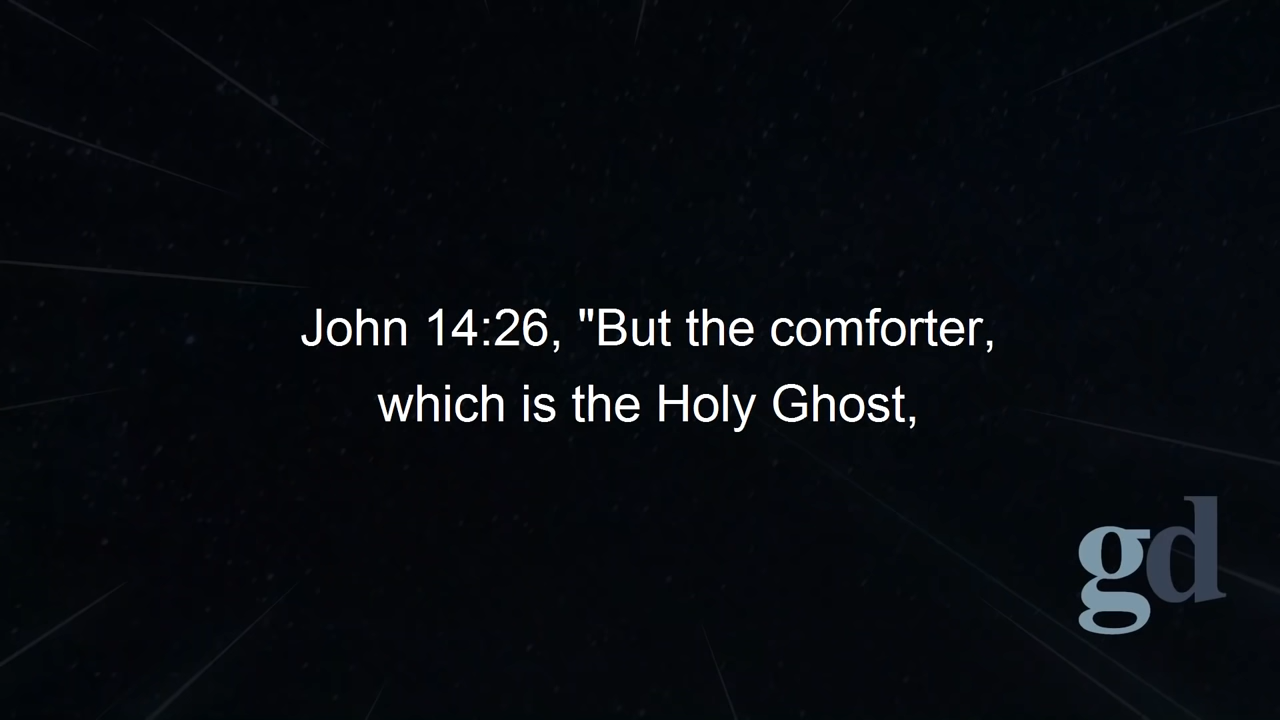 John 14:26, "But the comforter,
which is the Holy Ghost,
gd